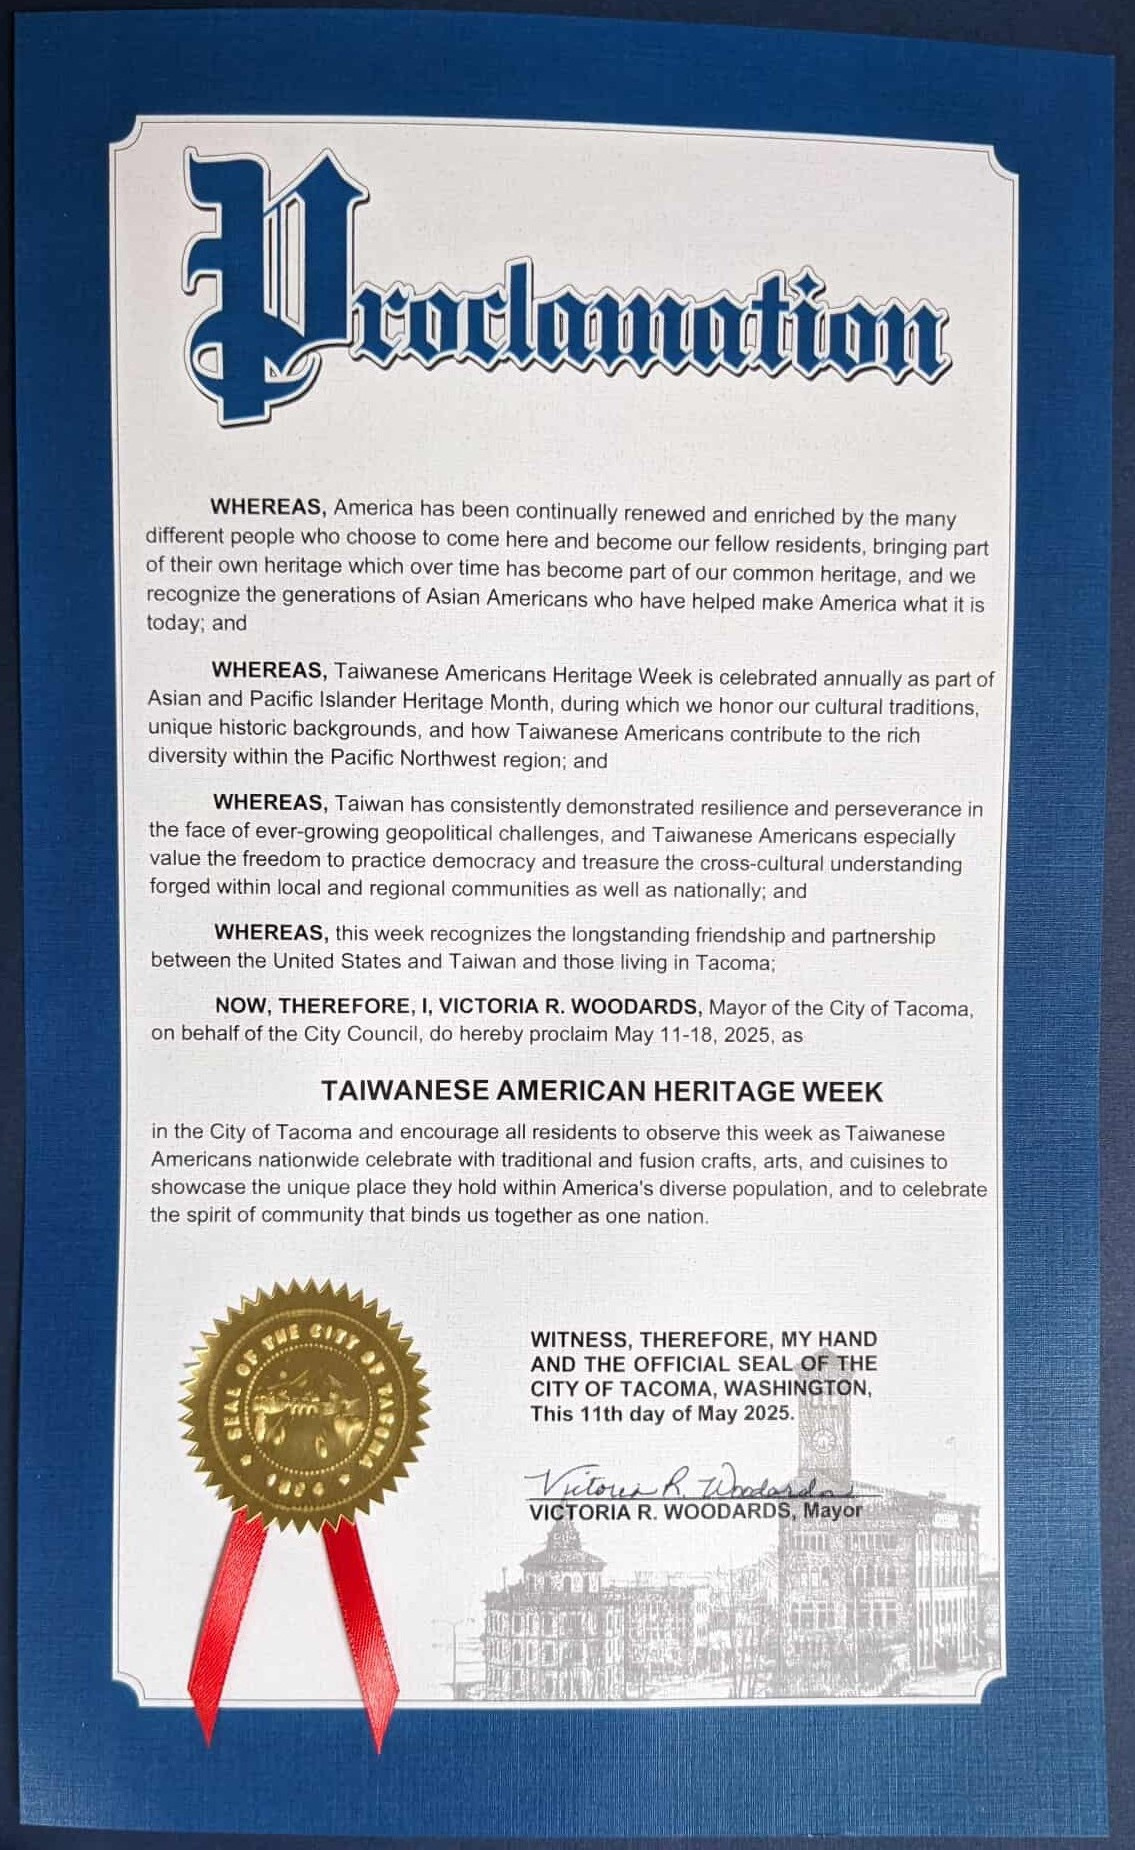 Proclamation
WHEREAS, America has been continually renewed and enriched by the many
different people who choose to come here and become our fellow residents, bringing part
of their own heritage which over time has become part of our common heritage, and we
recognize the generations of Asian Americans who have helped make America what it is
today; and
WHEREAS, Taiwanese Americans Heritage Week is celebrated annually as part of
Asian and Pacific Islander Heritage Month, during which we honor our cultural traditions,
unique historic backgrounds, and how Taiwanese Americans contribute to the rich
diversity within the Pacific Northwest region; and
WHEREAS, Taiwan has consistently demonstrated resilience and perseverance in
the face of ever-growing geopolitical challenges, and Taiwanese Americans especially
value the freedom to practice democracy and treasure the cross-cultural understanding
forged within local and regional communities as well as nationally; and
WHEREAS, this week recognizes the longstanding friendship and partnership
between the United States and Taiwan and those living in Tacoma;
NOW, THEREFORE, I, VICTORIA R. WOODARDS, Mayor of the City of Tacoma,
on behalf of the City Council, do hereby proclaim May 11-18, 2025, as
TAIWANESE AMERICAN HERITAGE WEEK
in the City of Tacoma and encourage all residents to observe this week as Taiwanese
Americans nationwide celebrate with traditional and fusion crafts, arts, and cuisines to
showcase the unique place they hold within America's diverse population, and to celebrate
the spirit of community that binds us together as one nation.
SEAL OF THE CITY OF TACOMA
1884
WITNESS, THEREFORE, MY HAND
AND THE OFFICIAL SEAL OF THE
CITY OF TACOMA, WASHINGTON,
This 11th day of May 2025.
Victoria R. Woodards
VICTORIA R. WOODARDS, Mayor